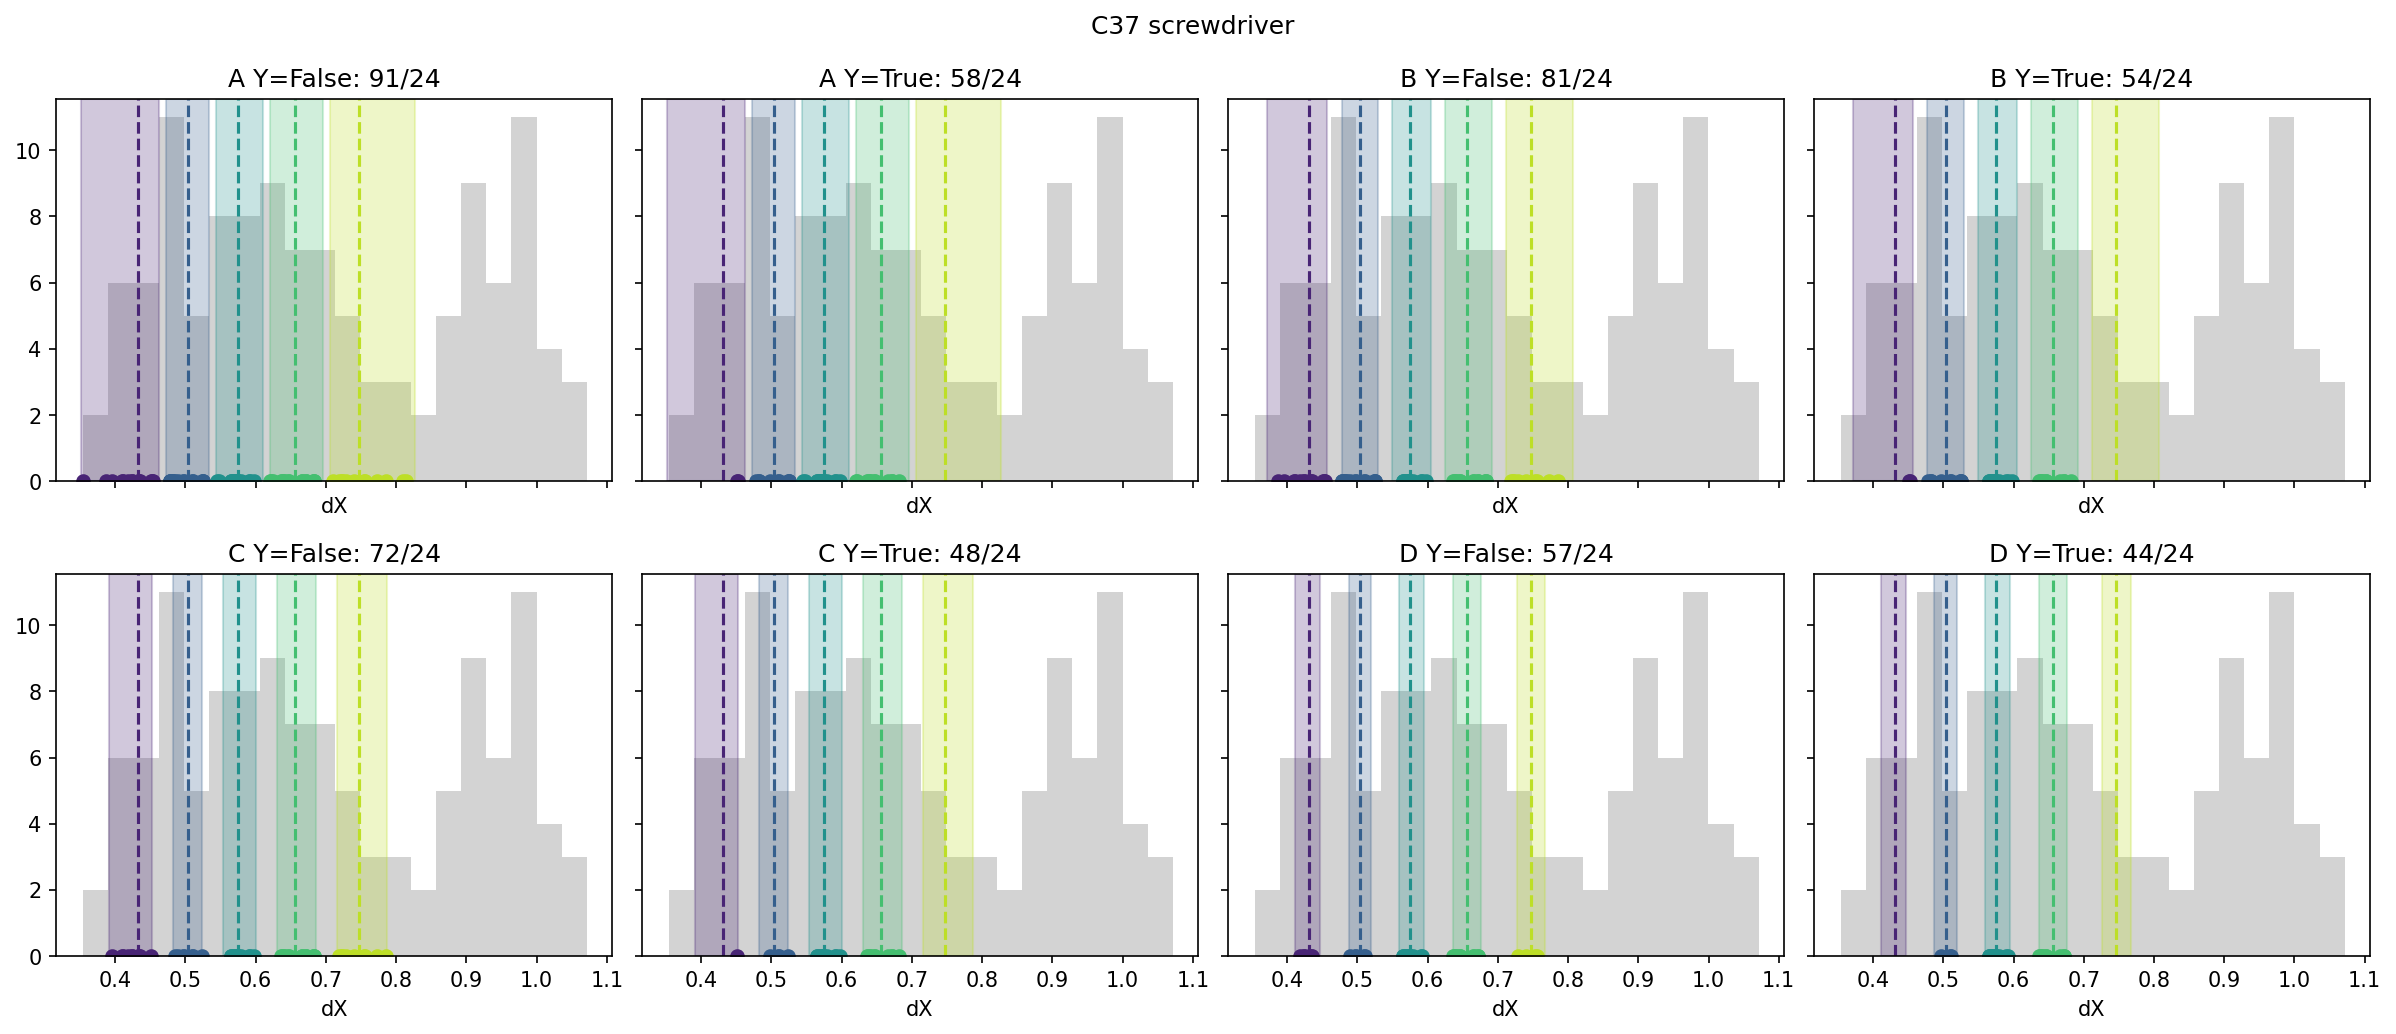 C37 screwdriver
A Y=False: 91/24
A Y=True: 58/24
B Y=False: 81/24
B Y=True: 54/24
10
8
6
4
2
0
dX
dX
dX
dX
C Y=False: 72/24
C Y=True: 48/24
D Y=False: 57/24
D Y=True: 44/24
10
8
6
4
2
0
0.4 0.5 0.6 0.7 0.8 0.9 1.0 1.1
0.4 0.5 0.6 0.7 0.8 0.9 1.0 1.1
0.4 0.5 0.6 0.7 0.8 0.9 1.0 1.1
0.4 0.5 0.6 0.7 0.8 0.9 1.0 1.1
dX
dX
dX
dX